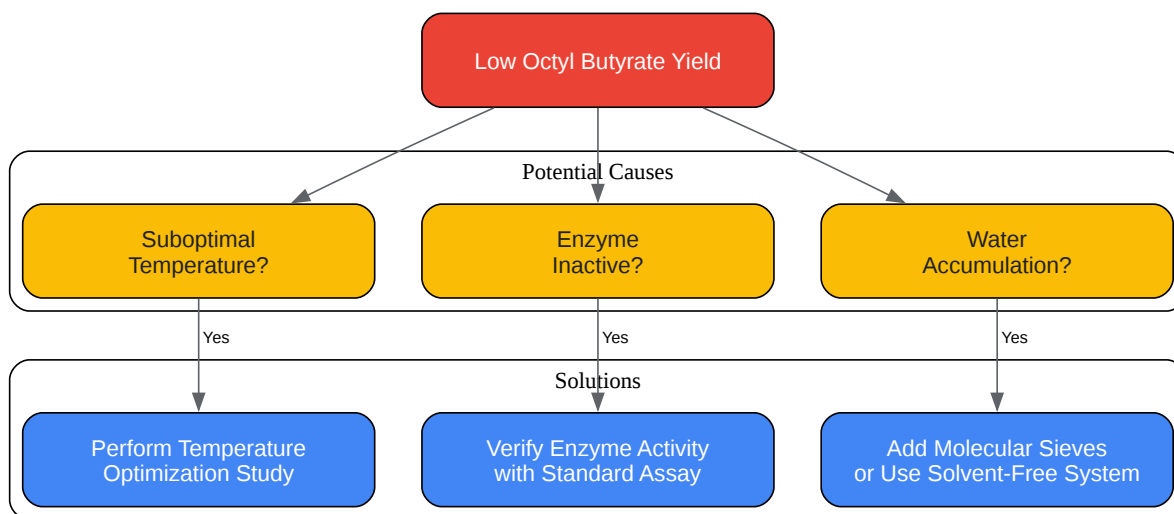 Low Octyl Butyrate Yield
Potential Causes
Suboptimal
Temperature?
Enzyme
Inactive?
Water
Accumulation?
Yes
Yes
Yes
Solutions
Perform Temperature
Optimization Study
Verify Enzyme Activity
with Standard Assay
Add Molecular Sieves
or Use Solvent-Free System